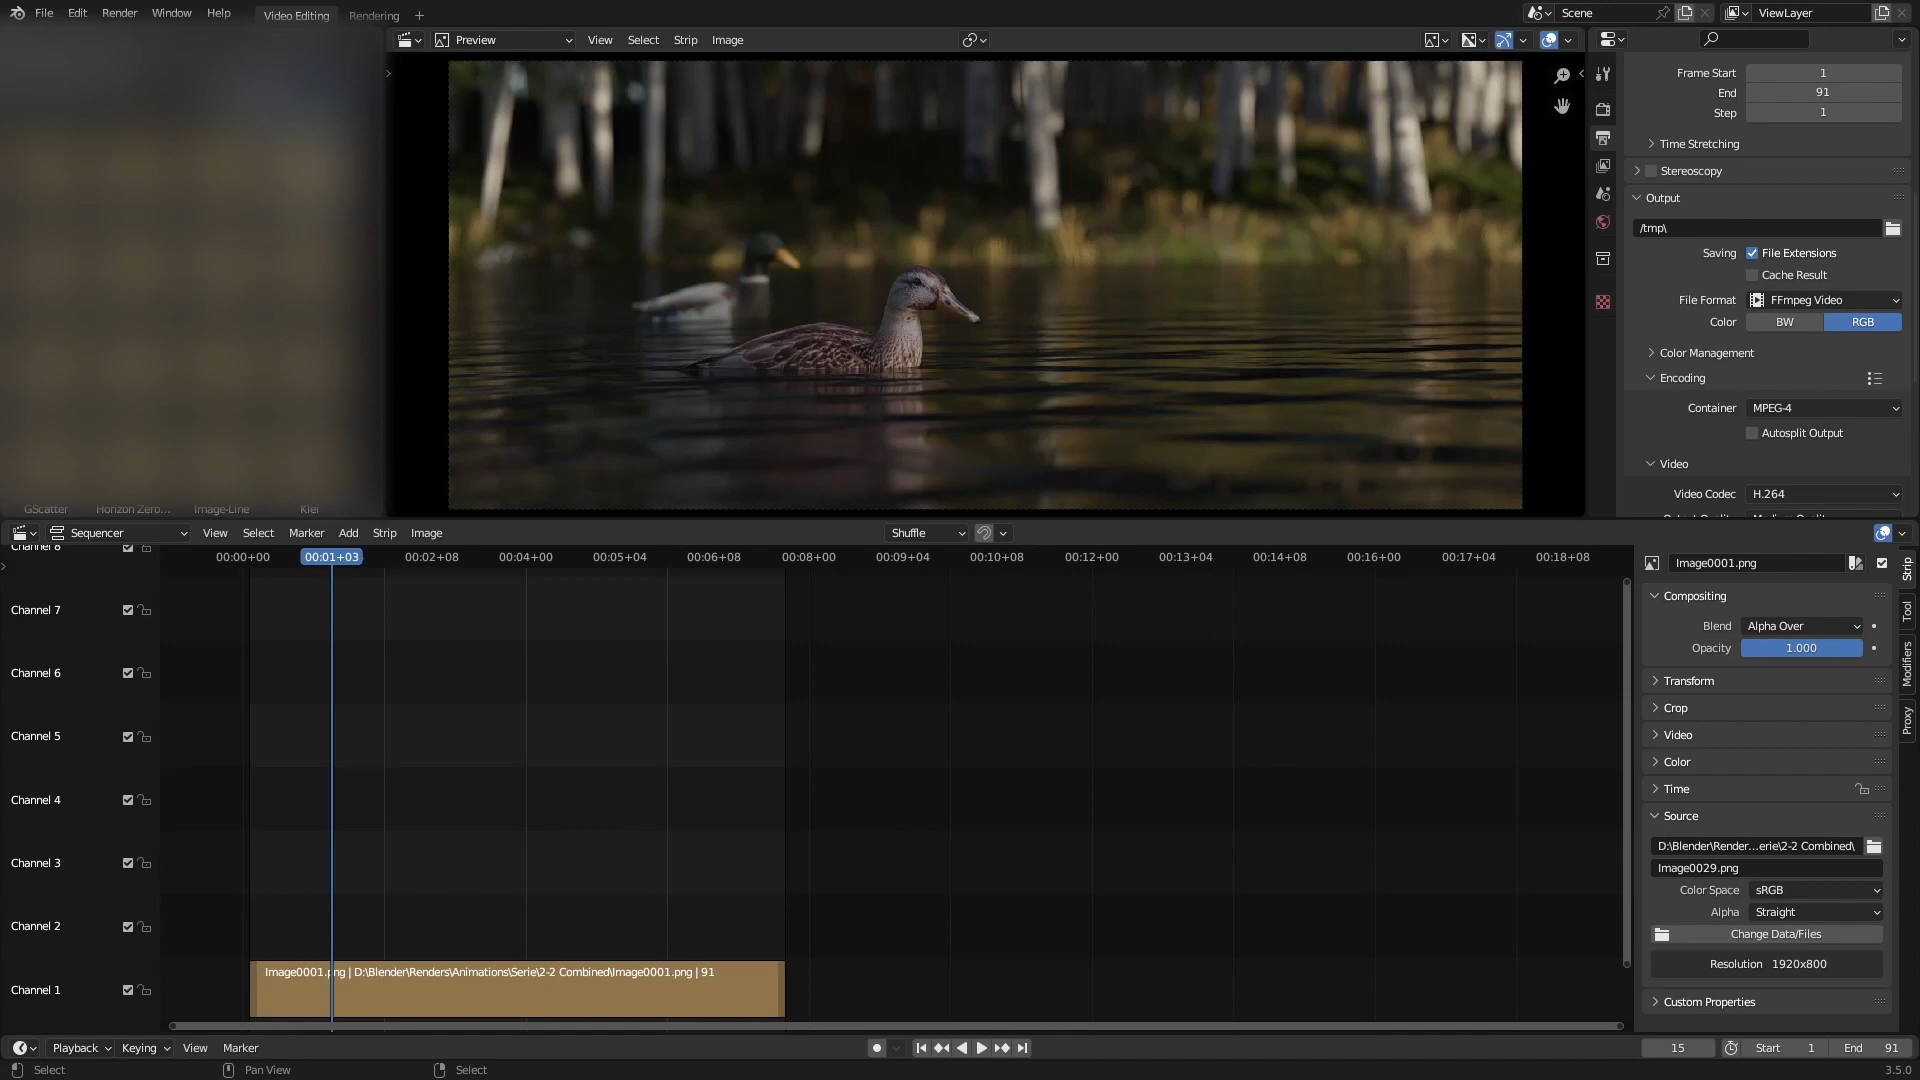 File Edit Render Window Help Video Editing Rendering + Scene ViewLayer
Preview View Select Strip Image
Frame Start 1
End 91
Step 1
Time Stretching
Stereoscopy
Output
/tmp\
Saving File Extensions
Cache Result
File Format FFmpeg Video
Color BW RGB
Color Management
Encoding
Container MPEG-4
Autosplit Output
Video
Video Codec H.264
GScatter Horizon Zero... Image-Line
Sequencer View Select Marker Add Strip Image Shuffle
00:00+00 00:01+03 00:02+08 00:04+00 00:05+04 00:06+08 00:08+00 00:09+04 00:10+08 00:12+00 00:13+04 00:14+08 00:16+00 00:17+04 00:18+08
Channel 8
Channel 7
Channel 6
Channel 5
Channel 4
Channel 3
Channel 2
Channel 1
Image0001.png | D:\Blender\Renders\Animations\Serie\2-2 Combined\Image0001.png | 91
Image0001.png
Compositing
Blend Alpha Over
Opacity 1.000
Transform
Crop
Video
Color
Time
Source
D:\Blender\Render...erie\2-2 Combined\
Image0029.png
Color Space sRGB
Alpha Straight
Change Data/Files
Resolution 1920x800
Custom Properties
Strip
Tool
Modifiers
Proxy
Playback Keying View Marker 15 Start 1 End 91
Select Pan View Select 3.5.0